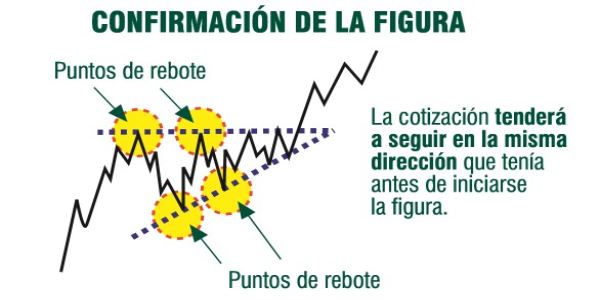 CONFIRMACIÓN DE LA FIGURA
Puntos de rebote
La cotización tenderá
a seguir en la misma
dirección que tenía
antes de iniciarse
la figura.
Puntos de rebote